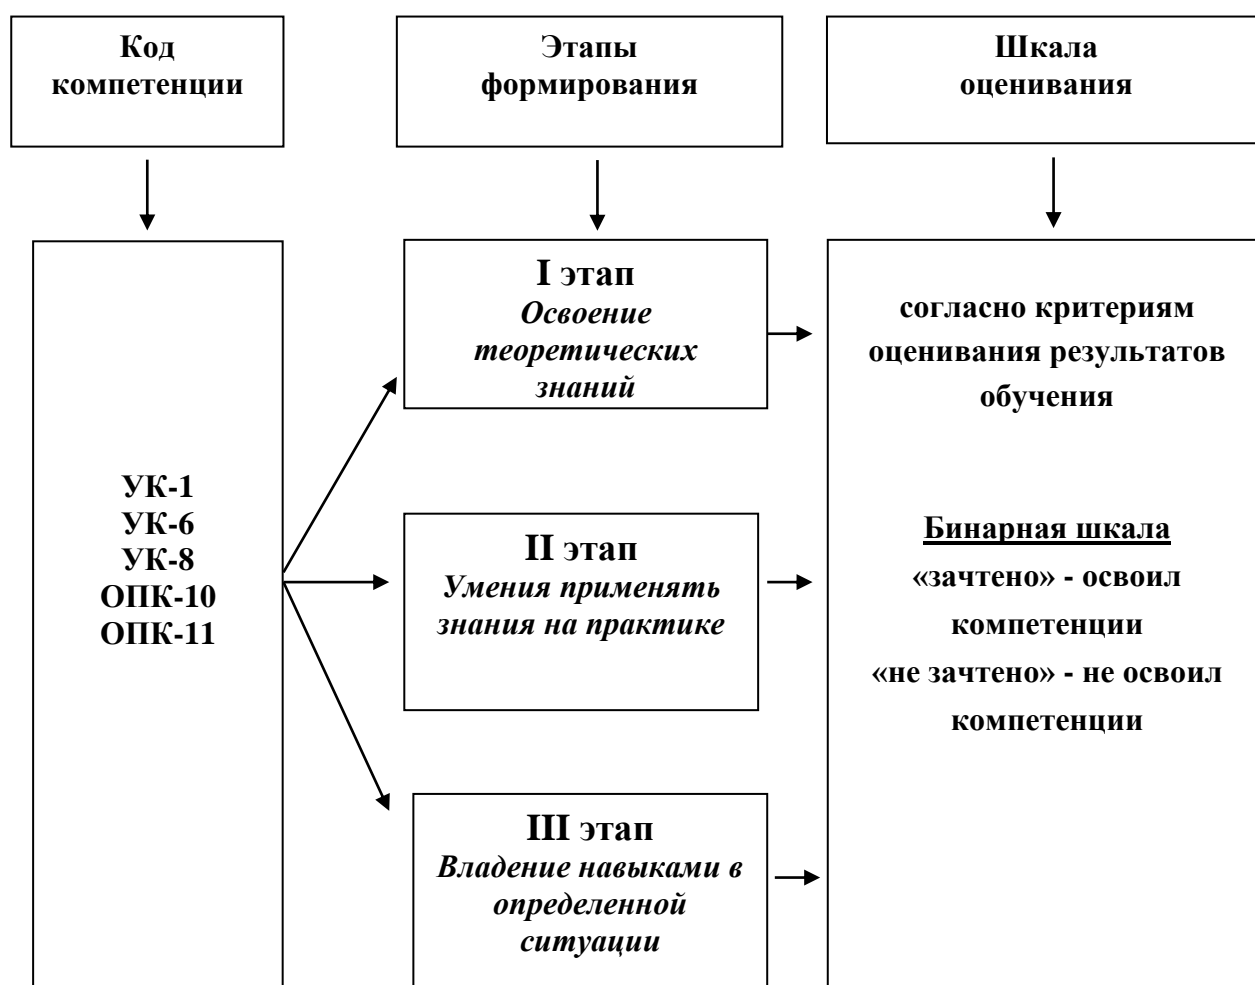 Код
компетенции
Этапы
формирования
Шкала
оценивания
УК-1
УК-6
УК-8
ОПК-10
ОПК-11
I этап
Освоение
теоретических
знаний
II этап
Умения применять
знания на практике
III этап
Владение навыками в
определенной
ситуации
согласно критериям
оценивания результатов
обучения
Бинарная шкала
«зачтено» - освоил
компетенции
«не зачтено» - не освоил
компетенции